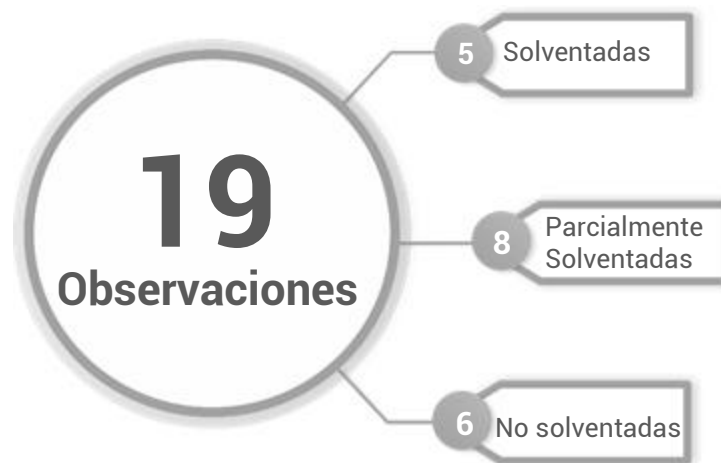 19
Observaciones
5 Solventadas
8 Parcialmente
Solventadas
6 No solventadas